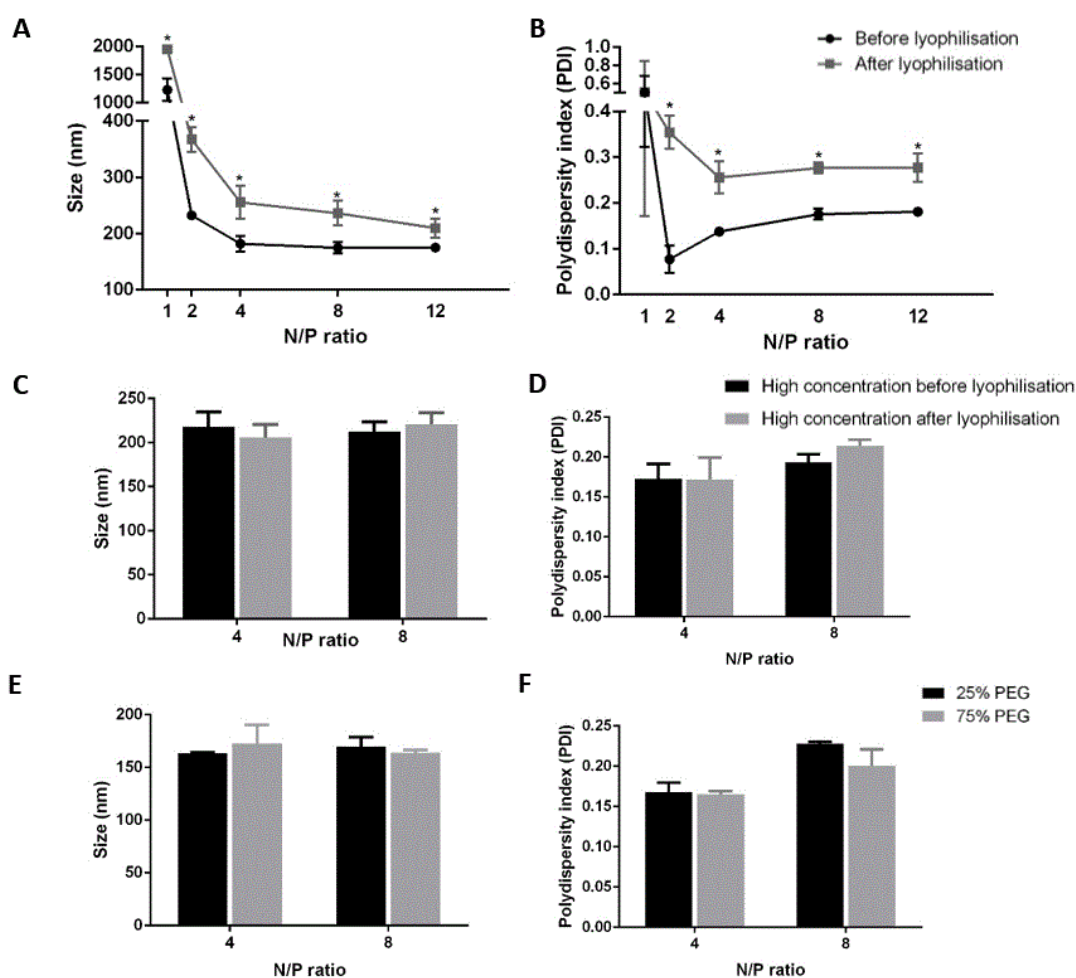 A
Size (nm)
2000
1500
1000
400
300
200
100
*
*
*
*
*
1
2
4
8
12
N/P ratio
B
Before lyophilisation
After lyophilisation
Polydispersity index (PDI)
1.0
0.8
0.6
0.4
0.3
0.2
0.1
0.0
*
*
*
*
1
2
4
8
12
N/P ratio
C
Size (nm)
250
200
150
100
50
0
4
8
N/P ratio
D
High concentration before lyophilisation
High concentration after lyophilisation
Polydispersity index (PDI)
0.25
0.20
0.15
0.10
0.05
0.00
4
8
N/P ratio
E
Size (nm)
200
150
100
50
0
4
8
N/P ratio
F
25% PEG
75% PEG
Polydispersity index (PDI)
0.25
0.20
0.15
0.10
0.05
0.00
4
8
N/P ratio